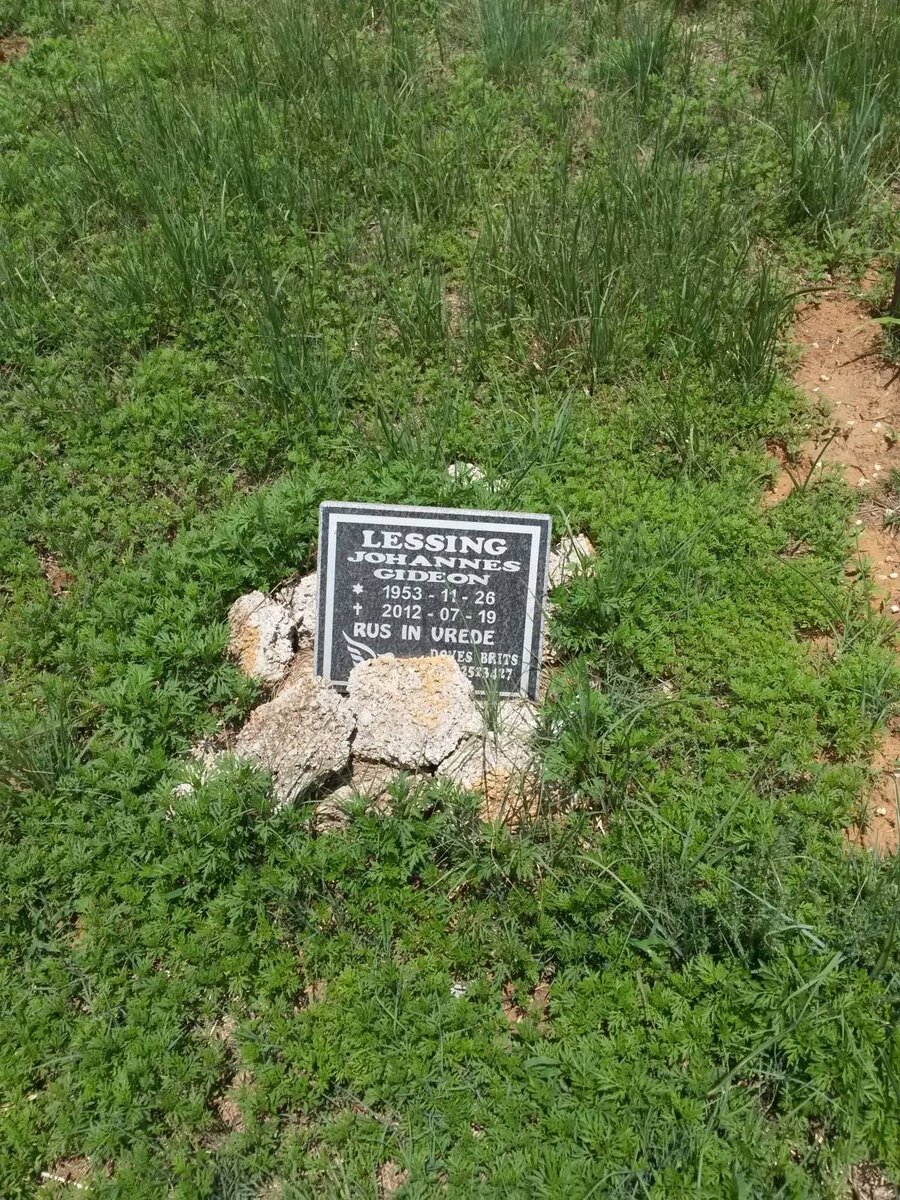 LESSING
JOHANNES
GIDEON
✡ 1953 - 11 - 26
✝ 2012 - 07 - 19
RUS IN VREDE
DOVES BRITS